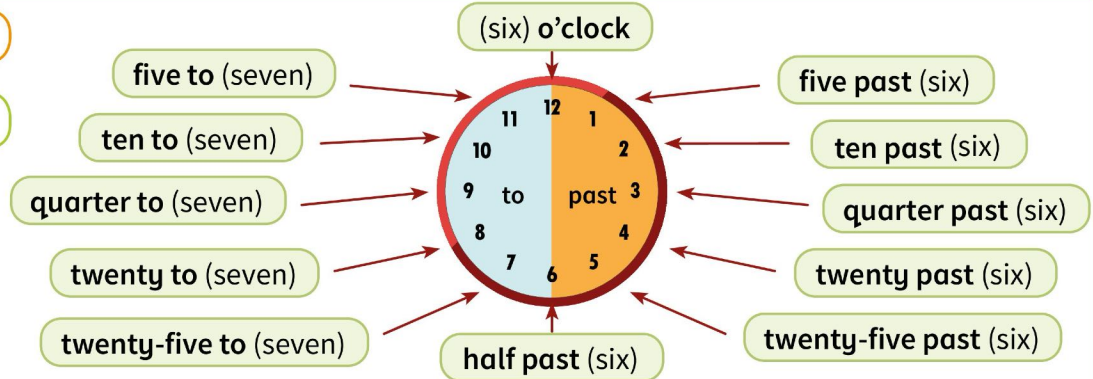 (six) o’clock
five to (seven)
five past (six)
ten to (seven)
ten past (six)
quarter to (seven)
quarter past (six)
twenty to (seven)
twenty past (six)
twenty-five to (seven)
twenty-five past (six)
half past (six)
12
1
2
3
4
5
6
7
8
9
10
11
to
past